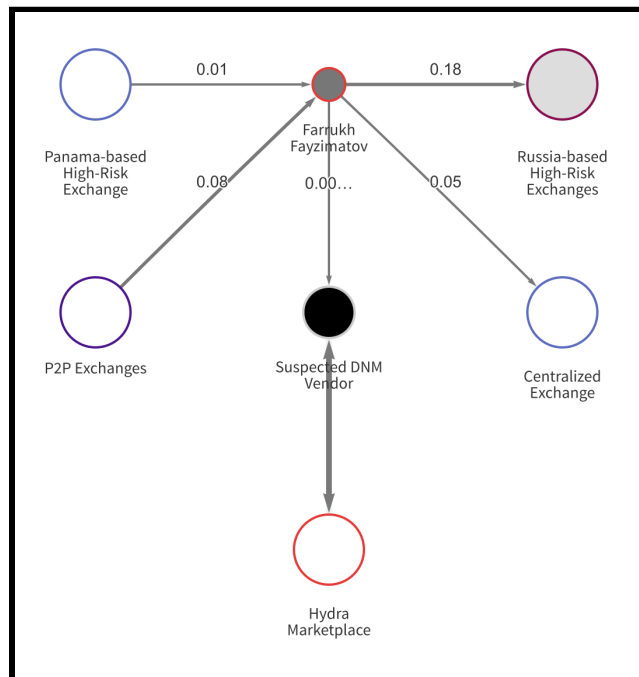 0.01
0.18
Farrukh
Fayzimatov
Panama-based
High-Risk
Exchange
Russia-based
High-Risk
Exchanges
0.08
0.00…
0.05
P2P Exchanges
Suspected DNM
Vendor
Centralized
Exchange
Hydra
Marketplace